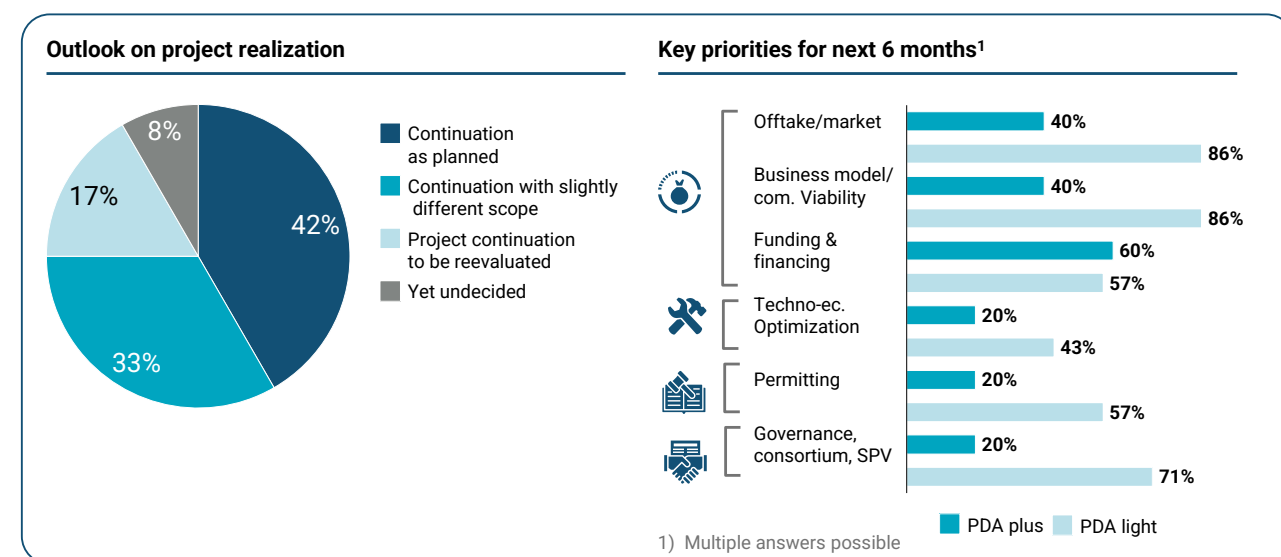 Outlook on project realization
8%
17%
42%
33%
Continuation
as planned
Continuation with slightly
different scope
Project continuation
to be reevaluated
Yet undecided
Key priorities for next 6 months¹
Offtake/market
40%
86%
Business model/
com. Viability
40%
86%
Funding &
financing
60%
57%
Techno-ec.
Optimization
20%
43%
Permitting
20%
57%
Governance,
consortium, SPV
20%
71%
PDA plus
PDA light
1) Multiple answers possible